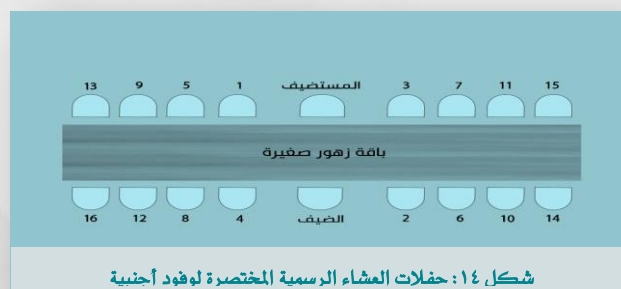 13 9 5 1 المستضيف 3 7 11 15
باقة زهور صغيرة
16 12 8 4 الضيف 2 6 10 14
شكل ١٤: حفلات العشاء الرسمية المختصرة لوفود أجنبية